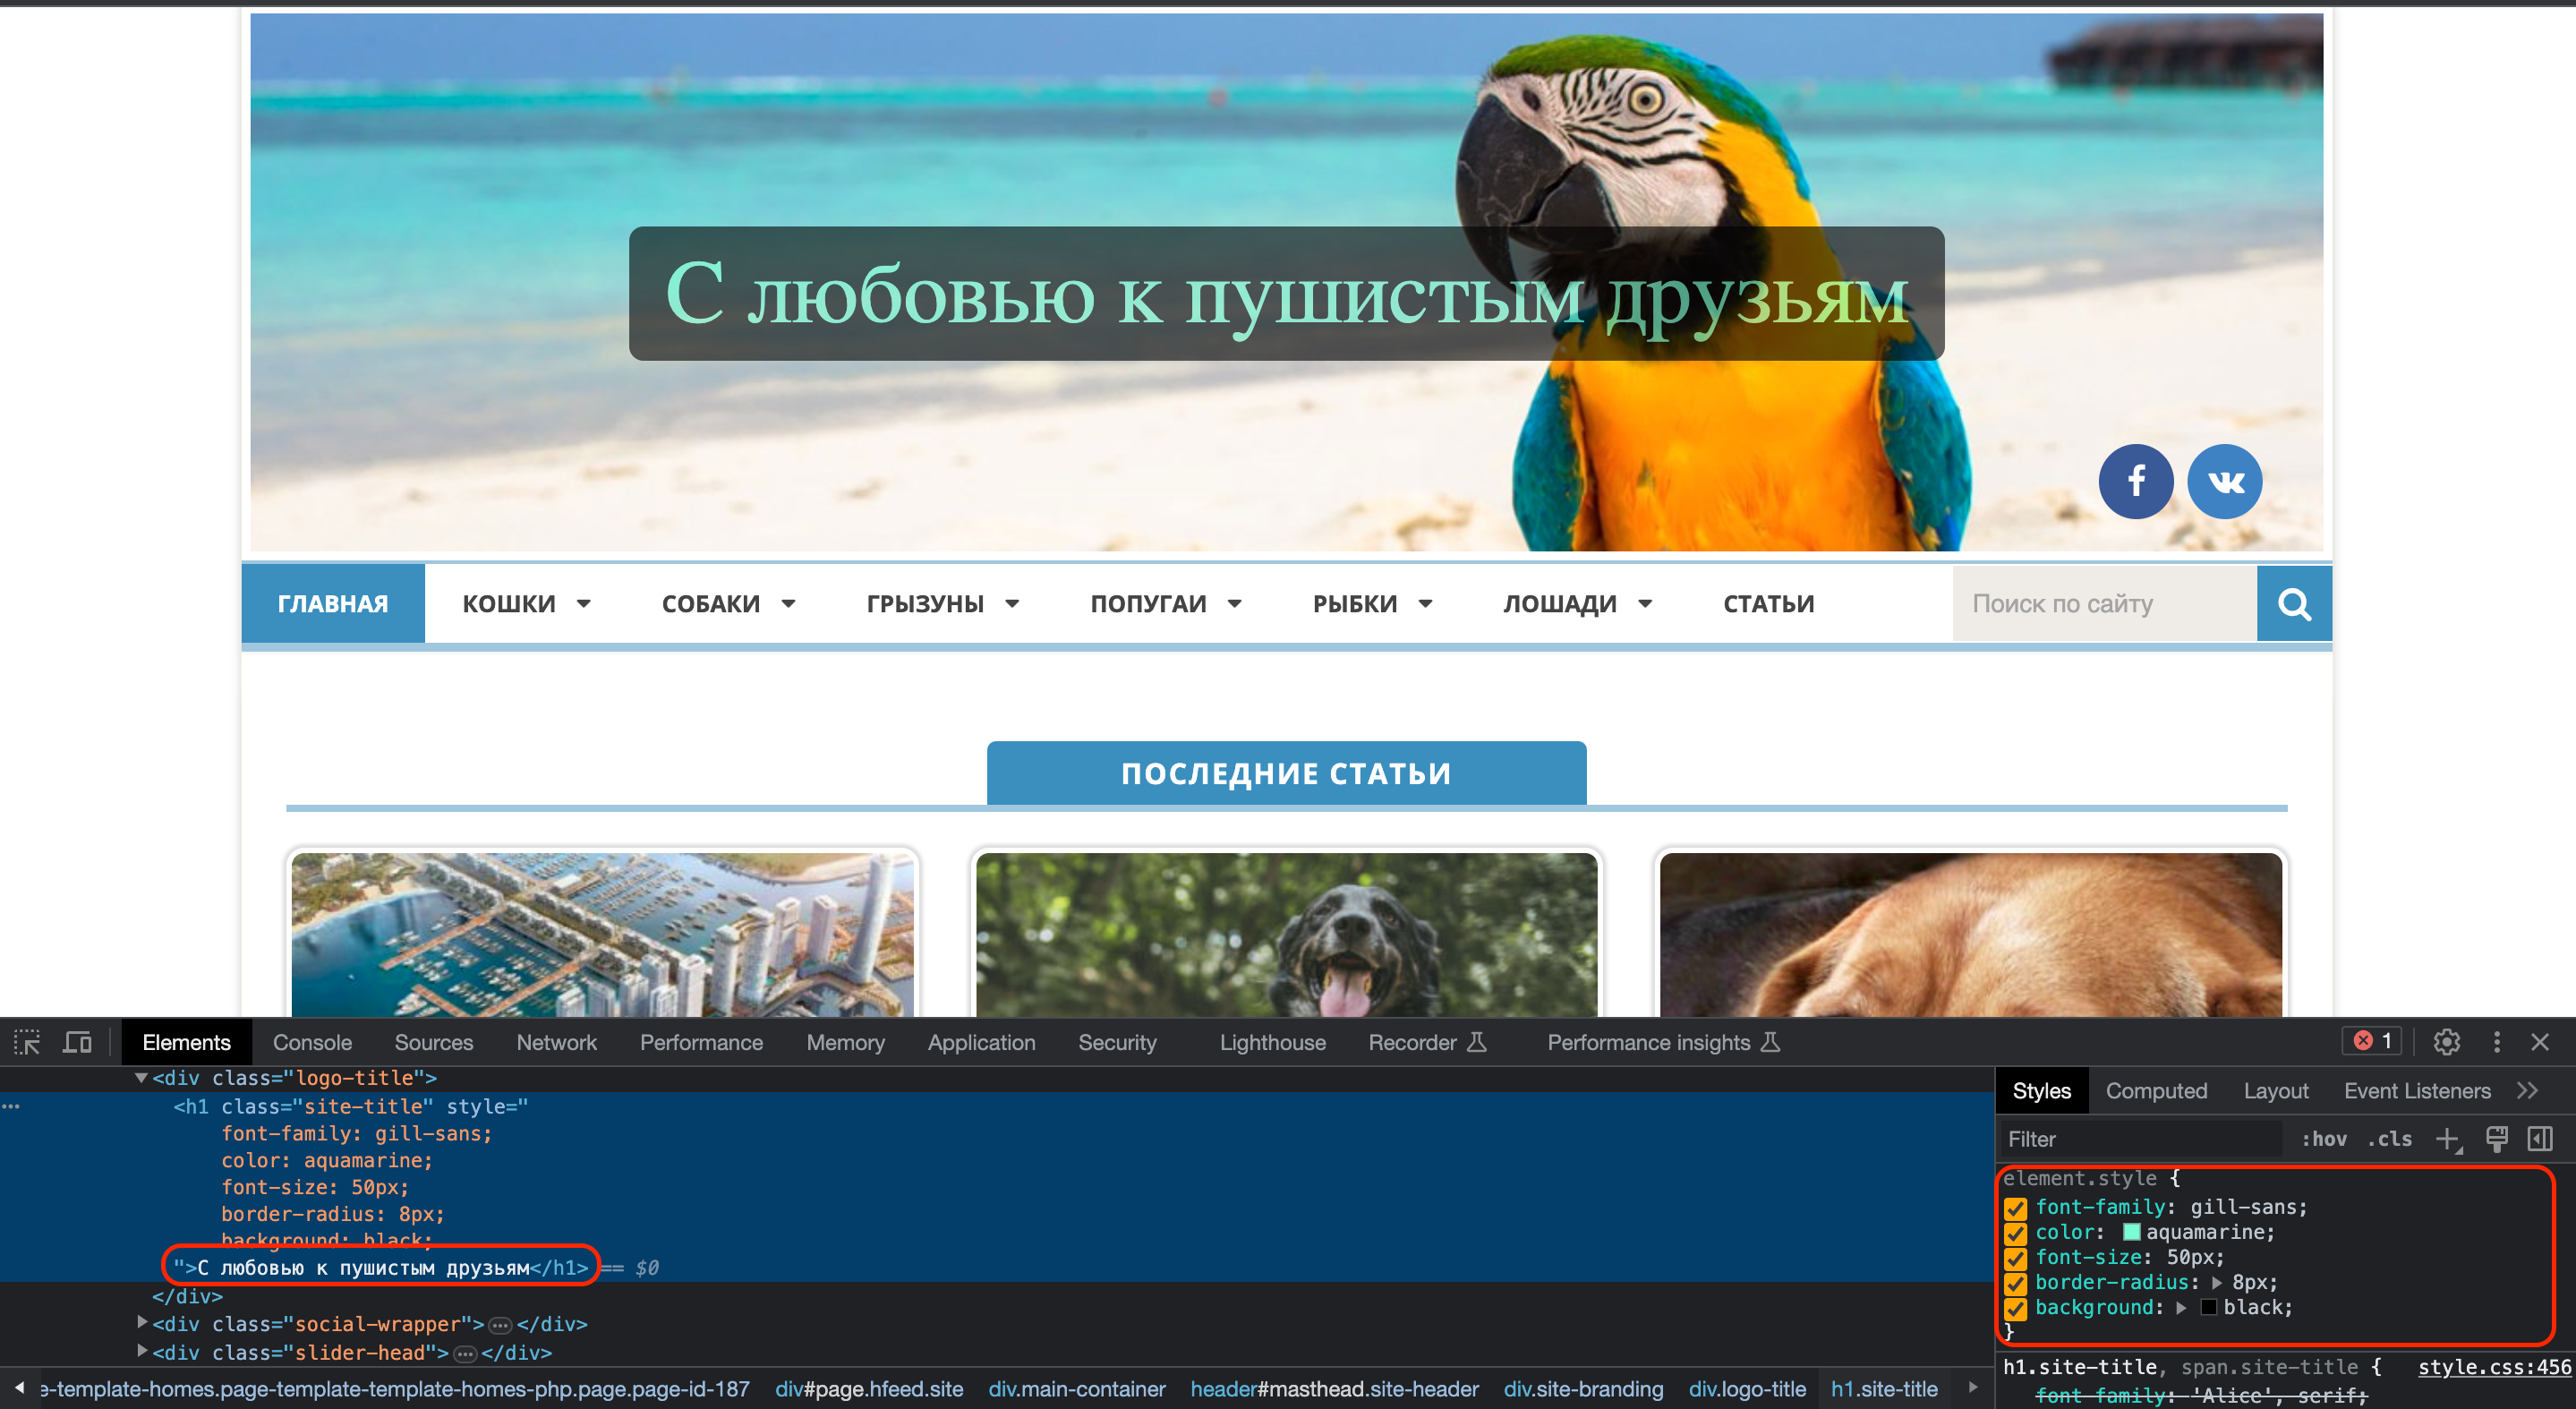 С любовью к пушистым друзьям
f
ГЛАВНАЯ КОШКИ СОБАКИ ГРЫЗУНЫ ПОПУГАИ РЫБКИ ЛОШАДИ СТАТЬИ Поиск по сайту
ПОСЛЕДНИЕ СТАТЬИ
Elements Console Sources Network Performance Memory Application Security Lighthouse Recorder Performance insights 1
<div class="logo-title">
<h1 class="site-title" style="
font-family: gill-sans;
color: aquamarine;
font-size: 50px;
border-radius: 8px;
background: black;
">С любовью к пушистым друзьям</h1> == $0
</div>
<div class="social-wrapper">…</div>
<div class="slider-head">…</div>
e-template-homes.page-template-template-homes-php.page.page-id-187 div#page.hfeed.site div.main-container header#masthead.site-header div.site-branding div.logo-title h1.site-title
Styles Computed Layout Event Listeners
Filter :hov .cls
element.style {
font-family: gill-sans;
color: aquamarine;
font-size: 50px;
border-radius: 8px;
background: black;
}
h1.site-title, span.site-title { style.css:456
font-family: 'Alice', serif;